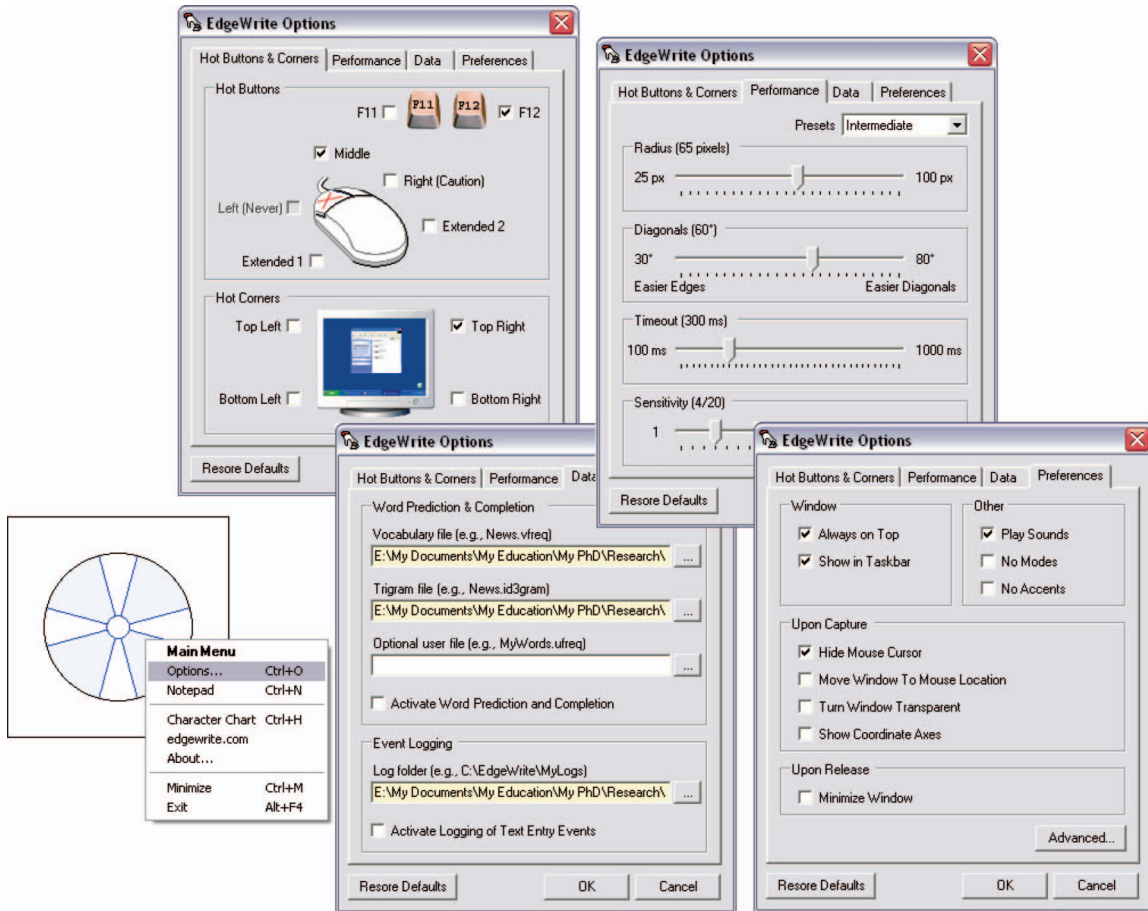 EdgeWrite Options
Hot Buttons & Corners Performance Data Preferences
Hot Buttons
F11 F11 F12 F12
Middle
Right (Caution)
Left (Never)
Extended 2
Extended 1
Hot Corners
Top Left Top Right
Bottom Left Bottom Right
Resore Defaults
EdgeWrite Options
Hot Buttons & Corners Performance Data Preferences
Presets Intermediate
Radius (65 pixels)
25 px 100 px
Diagonals (60°)
30° 80°
Easier Edges Easier Diagonals
Timeout (300 ms)
100 ms 1000 ms
Sensitivity (4/20)
1
Resore Defaults
Main Menu
Options... Ctrl+O
Notepad Ctrl+N
Character Chart Ctrl+H
edgewrite.com
About...
Minimize Ctrl+M
Exit Alt+F4
EdgeWrite Options
Hot Buttons & Corners Performance Data
Word Prediction & Completion
Vocabulary file (e.g., News.vfreq)
E:\My Documents\My Education\My PhD\Research\ ...
Trigram file (e.g., News.id3gram)
E:\My Documents\My Education\My PhD\Research\ ...
Optional user file (e.g., MyWords.ufreq)
...
Activate Word Prediction and Completion
Event Logging
Log folder (e.g., C:\EdgeWrite\MyLogs)
E:\My Documents\My Education\My PhD\Research\ ...
Activate Logging of Text Entry Events
Resore Defaults OK Cancel
EdgeWrite Options
Hot Buttons & Corners Performance Data Preferences
Window Other
Always on Top Play Sounds
Show in Taskbar No Modes
No Accents
Upon Capture
Hide Mouse Cursor
Move Window To Mouse Location
Turn Window Transparent
Show Coordinate Axes
Upon Release
Minimize Window
Advanced...
Resore Defaults OK Cancel